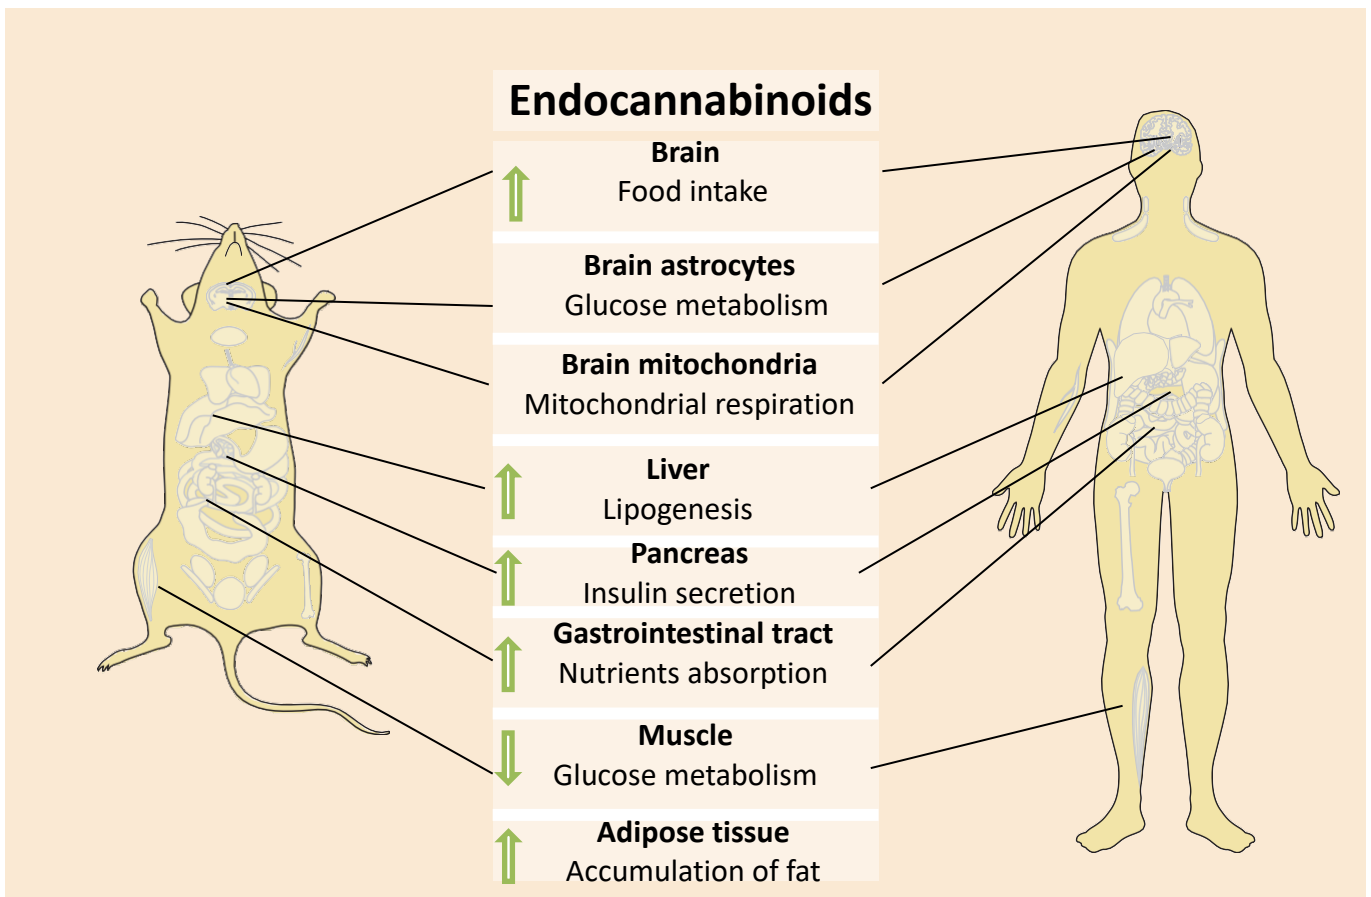 Endocannabinoids
Brain
Food intake
Brain astrocytes
Glucose metabolism
Brain mitochondria
Mitochondrial respiration
Liver
Lipogenesis
Pancreas
Insulin secretion
Gastrointestinal tract
Nutrients absorption
Muscle
Glucose metabolism
Adipose tissue
Accumulation of fat